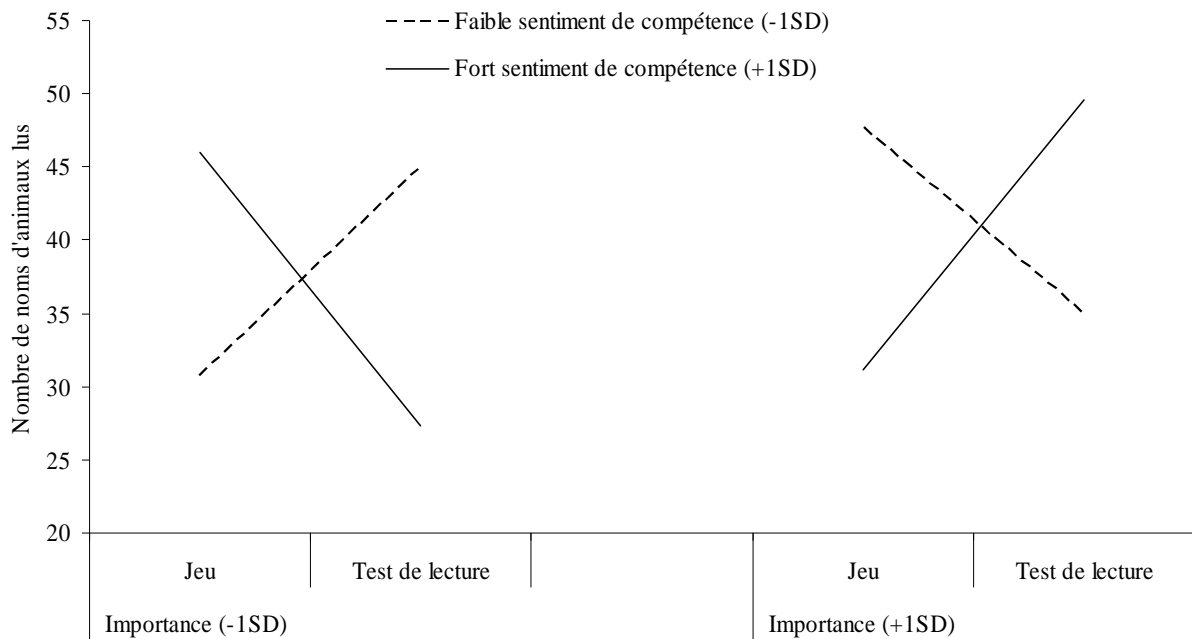 Faible sentiment de compétence (-1SD)
Fort sentiment de compétence (+1SD)
Nombre de noms d'animaux lus
55
50
45
40
35
30
25
20
Jeu
Test de lecture
Jeu
Test de lecture
Importance (-1SD)
Importance (+1SD)